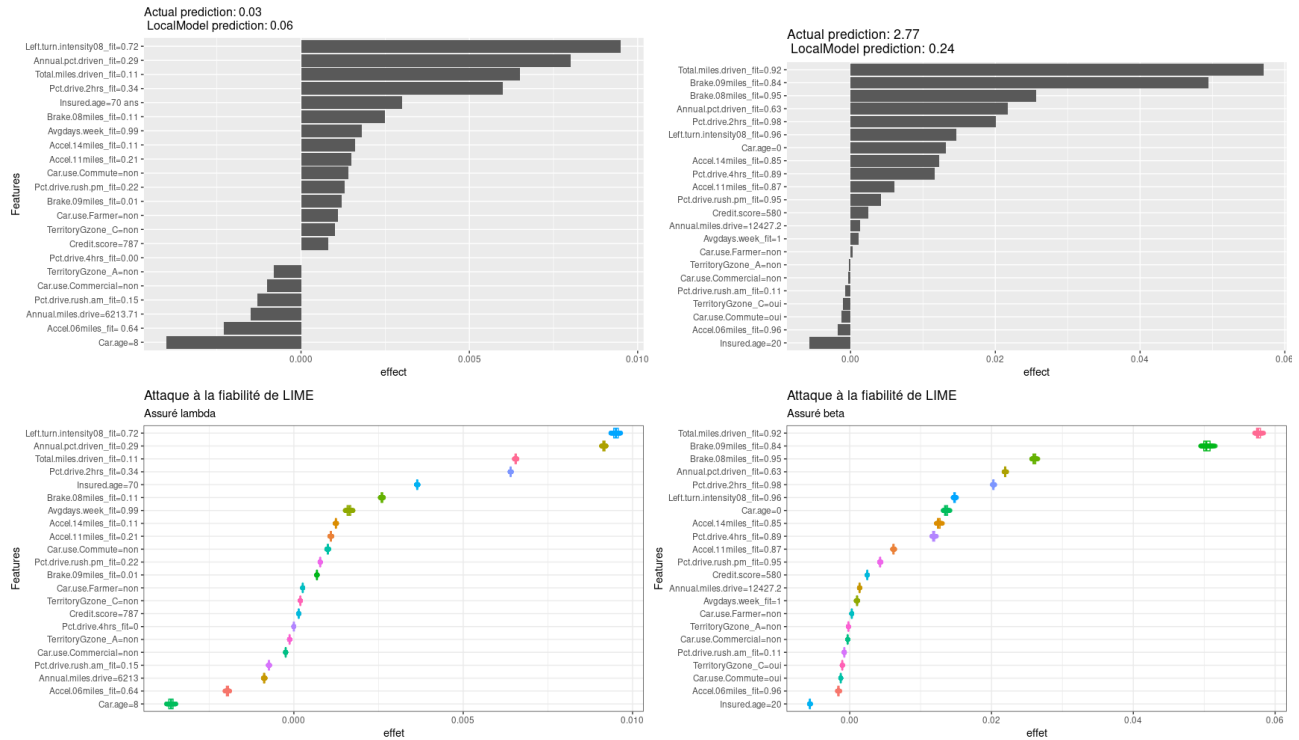 Actual prediction: 0.03
LocalModel prediction: 0.06
Features
Left.turn.intensity08_fit=0.72
Annual.pct.driven_fit=0.29
Total.miles.driven_fit=0.11
Pct.drive.2hrs_fit=0.34
Insured.age=70 ans
Brake.08miles_fit=0.11
Avgdays.week_fit=0.99
Accel.14miles_fit=0.11
Accel.11miles_fit=0.21
Car.use.Commute=non
Pct.drive.rush.pm_fit=0.22
Brake.09miles_fit=0.01
Car.use.Farmer=non
TerritoryGzone_C=non
Credit.score=787
Pct.drive.4hrs_fit=0.00
TerritoryGzone_A=non
Car.use.Commercial=non
Pct.drive.rush.am_fit=0.15
Annual.miles.drive=6213.71
Accel.06miles_fit= 0.64
Car.age=8
0.000 0.005 0.010
effect
Actual prediction: 2.77
LocalModel prediction: 0.24
Features
Total.miles.driven_fit=0.92
Brake.09miles_fit=0.84
Brake.08miles_fit=0.95
Annual.pct.driven_fit=0.63
Pct.drive.2hrs_fit=0.98
Left.turn.intensity08_fit=0.96
Car.age=0
Accel.14miles_fit=0.85
Pct.drive.4hrs_fit=0.89
Accel.11miles_fit=0.87
Pct.drive.rush.pm_fit=0.95
Credit.score=580
Annual.miles.drive=12427.2
Avgdays.week_fit=1
Car.use.Farmer=non
TerritoryGzone_A=non
Car.use.Commercial=non
Pct.drive.rush.am_fit=0.11
TerritoryGzone_C=oui
Car.use.Commute=oui
Accel.06miles_fit=0.96
Insured.age=20
0.00 0.02 0.04 0.06
effect
Attaque à la fiabilité de LIME
Assuré lambda
Features
Left.turn.intensity08_fit=0.72
Annual.pct.driven_fit=0.29
Total.miles.driven_fit=0.11
Pct.drive.2hrs_fit=0.34
Insured.age=70
Brake.08miles_fit=0.11
Avgdays.week_fit=0.99
Accel.14miles_fit=0.11
Accel.11miles_fit=0.21
Car.use.Commute=non
Pct.drive.rush.pm_fit=0.22
Brake.09miles_fit=0.01
Car.use.Farmer=non
TerritoryGzone_C=non
Credit.score=787
Pct.drive.4hrs_fit=0
TerritoryGzone_A=non
Car.use.Commercial=non
Pct.drive.rush.am_fit=0.15
Annual.miles.drive=6213
Accel.06miles_fit=0.64
Car.age=8
0.000 0.005 0.010
effet
Attaque à la fiabilité de LIME
Assuré beta
Features
Total.miles.driven_fit=0.92
Brake.09miles_fit=0.84
Brake.08miles_fit=0.95
Annual.pct.driven_fit=0.63
Pct.drive.2hrs_fit=0.98
Left.turn.intensity08_fit=0.96
Car.age=0
Accel.14miles_fit=0.85
Pct.drive.4hrs_fit=0.89
Accel.11miles_fit=0.87
Pct.drive.rush.pm_fit=0.95
Credit.score=580
Annual.miles.drive=12427.2
Avgdays.week_fit=1
Car.use.Farmer=non
TerritoryGzone_A=non
Car.use.Commercial=non
Pct.drive.rush.am_fit=0.11
TerritoryGzone_C=oui
Car.use.Commute=oui
Accel.06miles_fit=0.96
Insured.age=20
0.00 0.02 0.04 0.06
effet